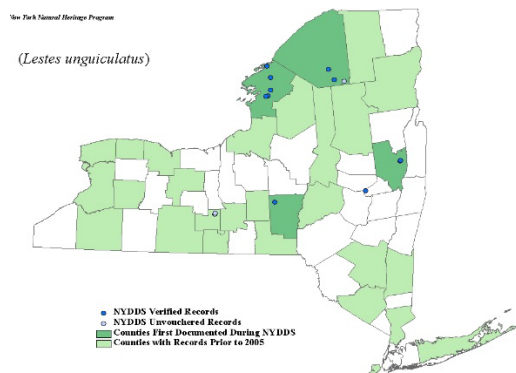 New York Natural Heritage Program
(Lestes unguiculatus)
NYDDS Verified Records
NYDDS Unvouchered Records
Counties First Documented During NYDDS
Counties with Records Prior to 2005